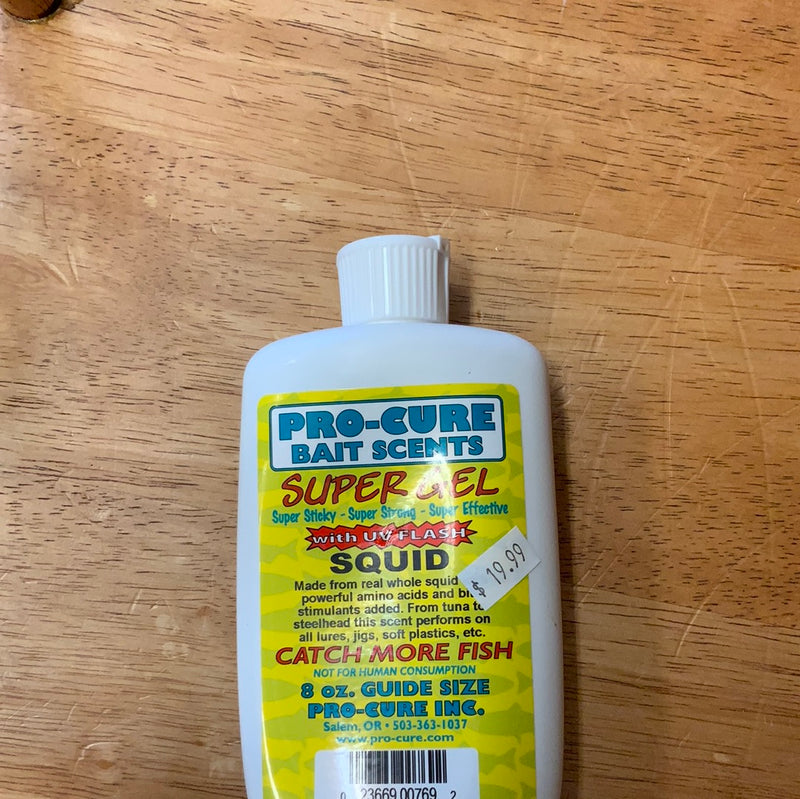 PRO-CURE
BAIT SCENTS
SUPER GEL
Super Sticky - Super Strong - Super Effective
with UV FLASH
SQUID
$ 19.99
Made from real whole squid
powerful amino acids and
stimulants added. From tuna to
steelhead this scent performs on
all lures, jigs, soft plastics, etc.
CATCH MORE FISH
NOT FOR HUMAN CONSUMPTION
8 oz. GUIDE SIZE
PRO-CURE INC.
Salem, OR • 503-363-1037
www.pro-cure.com
0 23669 00769 2